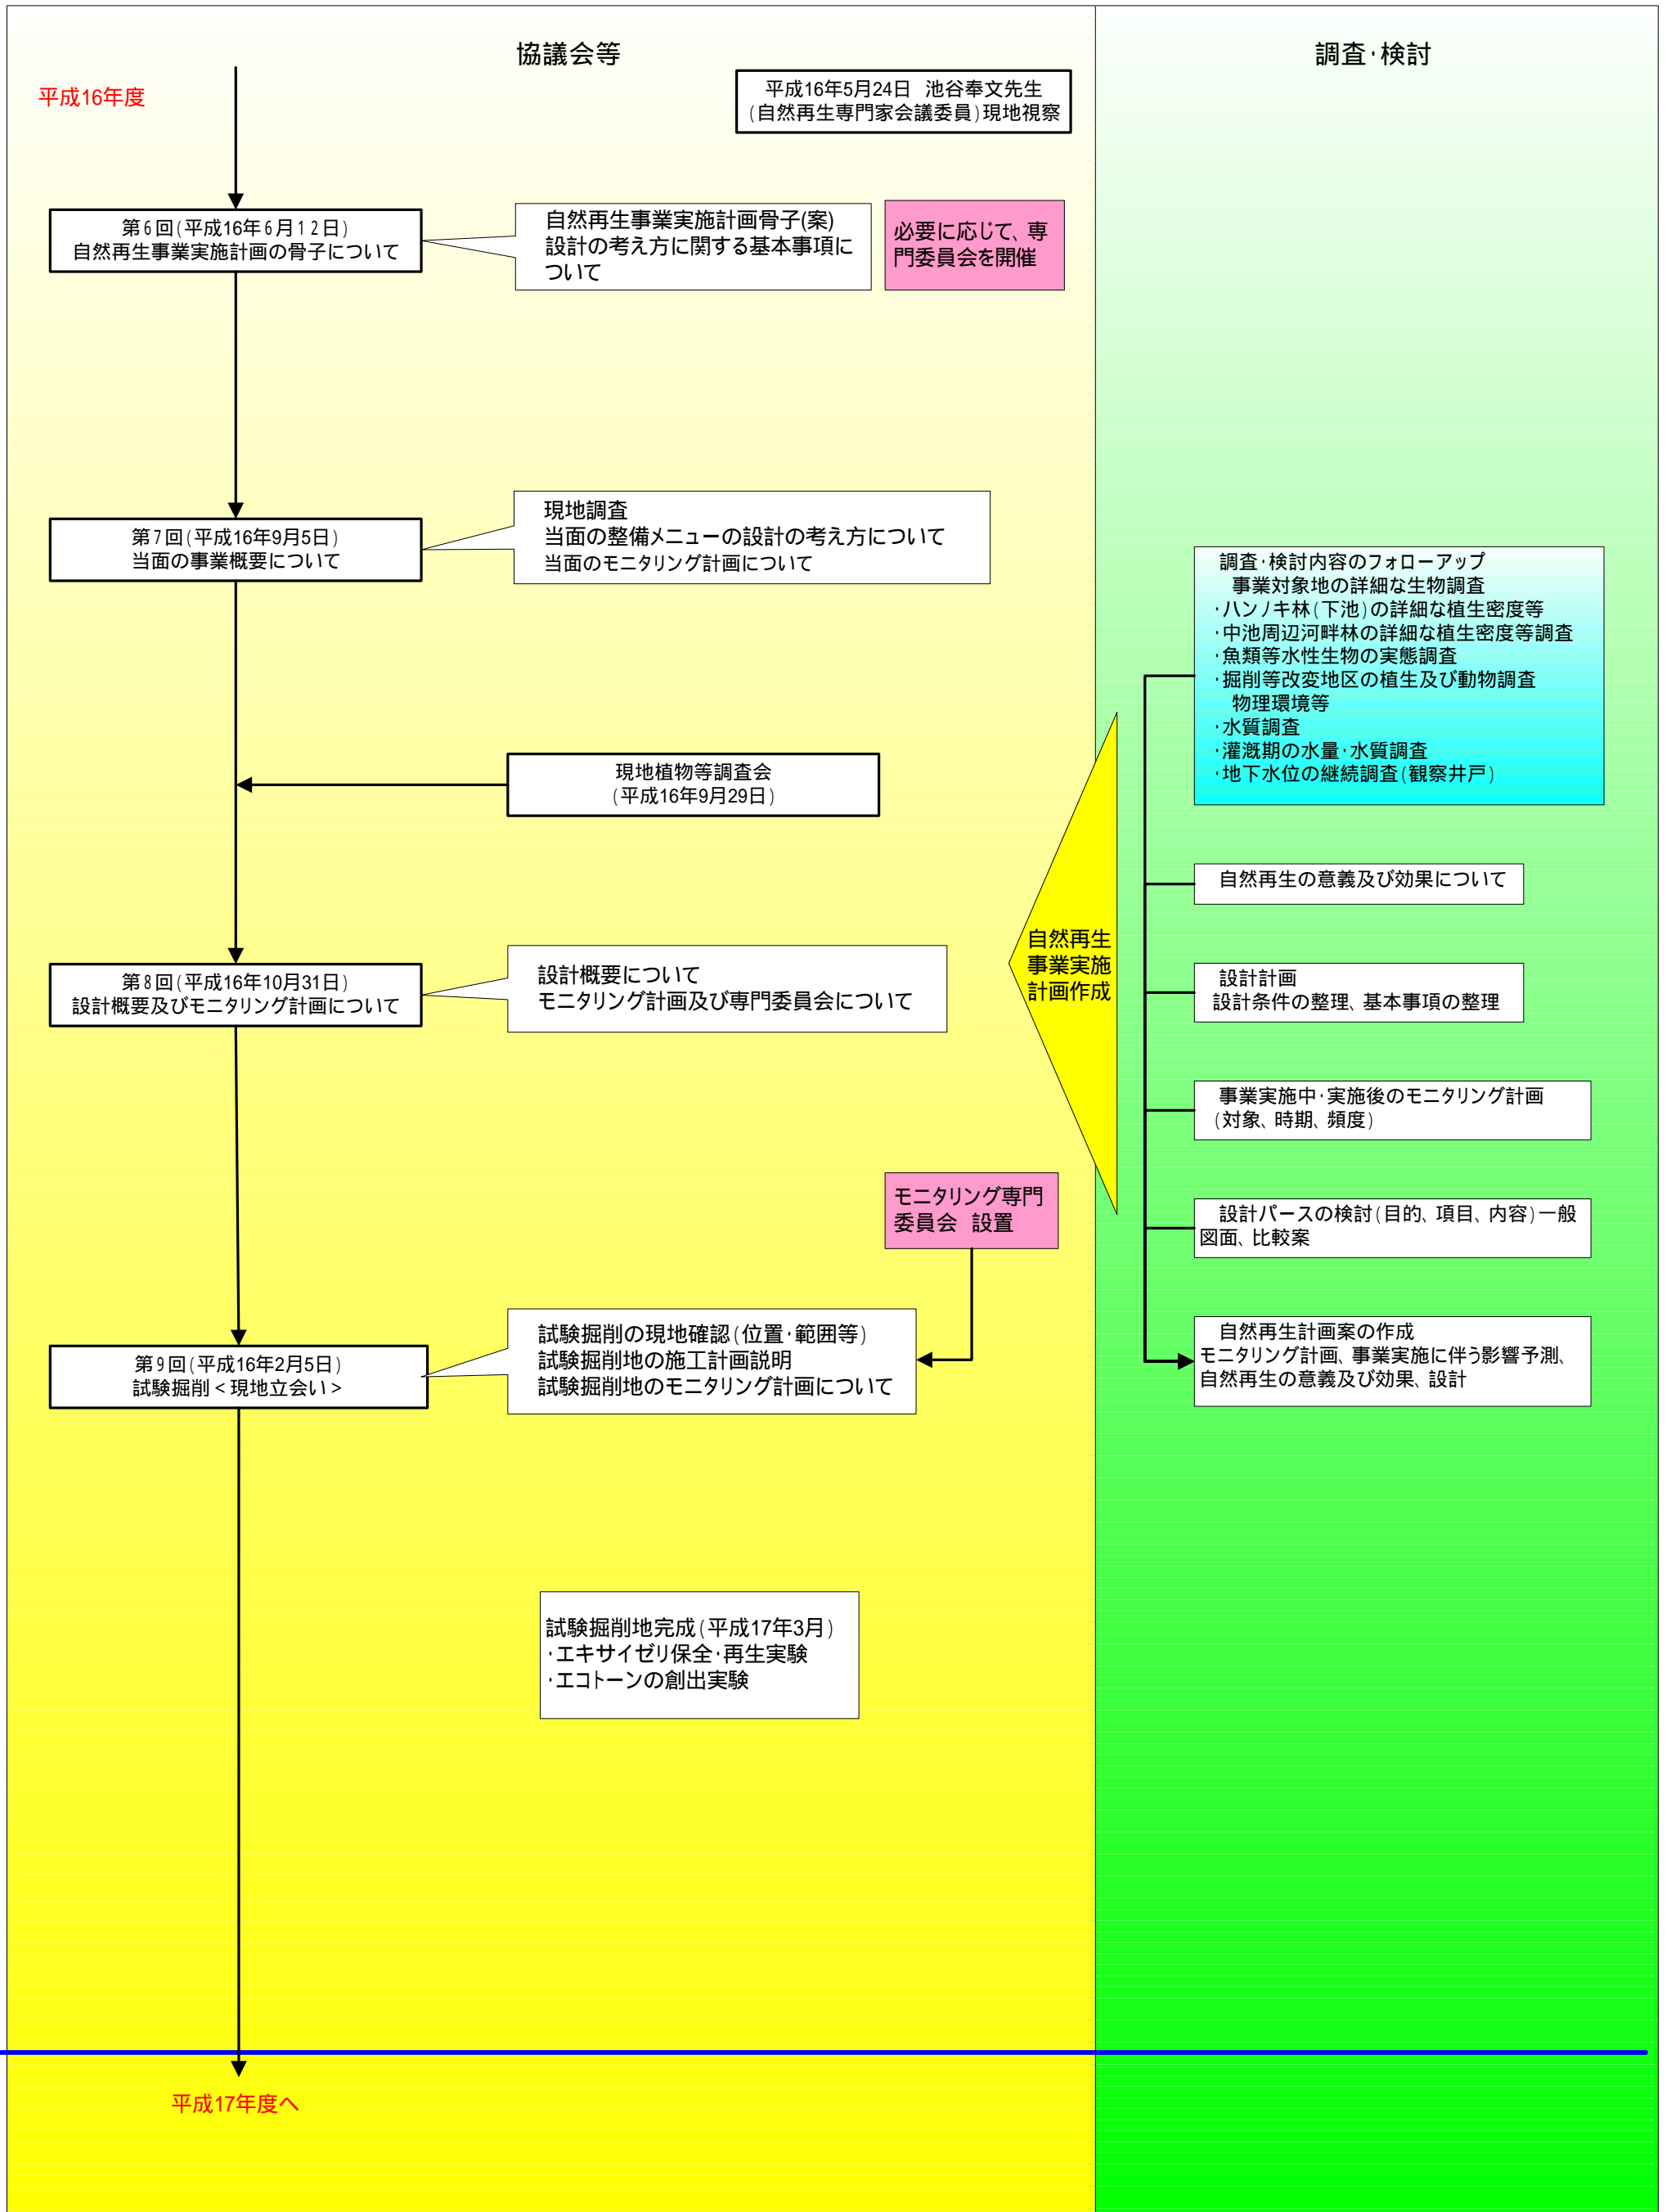 協議会等
調査・検討
平成16年度
平成16年5月24日 池谷奉文先生
(自然再生専門家会議委員)現地視察
第6回(平成16年6月12日)
自然再生事業実施計画の骨子について
自然再生事業実施計画骨子(案)
設計の考え方に関する基本事項に
ついて
必要に応じて、専
門委員会を開催
第7回(平成16年9月5日)
当面の事業概要について
現地調査
当面の整備メニューの設計の考え方について
当面のモニタリング計画について
現地植物等調査会
(平成16年9月29日)
第8回(平成16年10月31日)
設計概要及びモニタリング計画について
設計概要について
モニタリング計画及び専門委員会について
自然再生
事業実施
計画作成
モニタリング専門
委員会 設置
第9回(平成16年2月5日)
試験掘削<現地立会い>
試験掘削の現地確認(位置・範囲等)
試験掘削地の施工計画説明
試験掘削地のモニタリング計画について
試験掘削地完成(平成17年3月)
・エキサイゼリ保全・再生実験
・エコトーンの創出実験
平成17年度へ
調査・検討内容のフォローアップ
事業対象地の詳細な生物調査
・ハンノキ林(下池)の詳細な植生密度等
・中池周辺河畔林の詳細な植生密度等調査
・魚類等水性生物の実態調査
・掘削等改変地区の植生及び動物調査
物理環境等
・水質調査
・灌漑期の水量・水質調査
・地下水位の継続調査(観察井戸)
自然再生の意義及び効果について
設計計画
設計条件の整理、基本事項の整理
事業実施中・実施後のモニタリング計画
(対象、時期、頻度)
設計パースの検討(目的、項目、内容)一般
図面、比較案
自然再生計画案の作成
モニタリング計画、事業実施に伴う影響予測、
自然再生の意義及び効果、設計